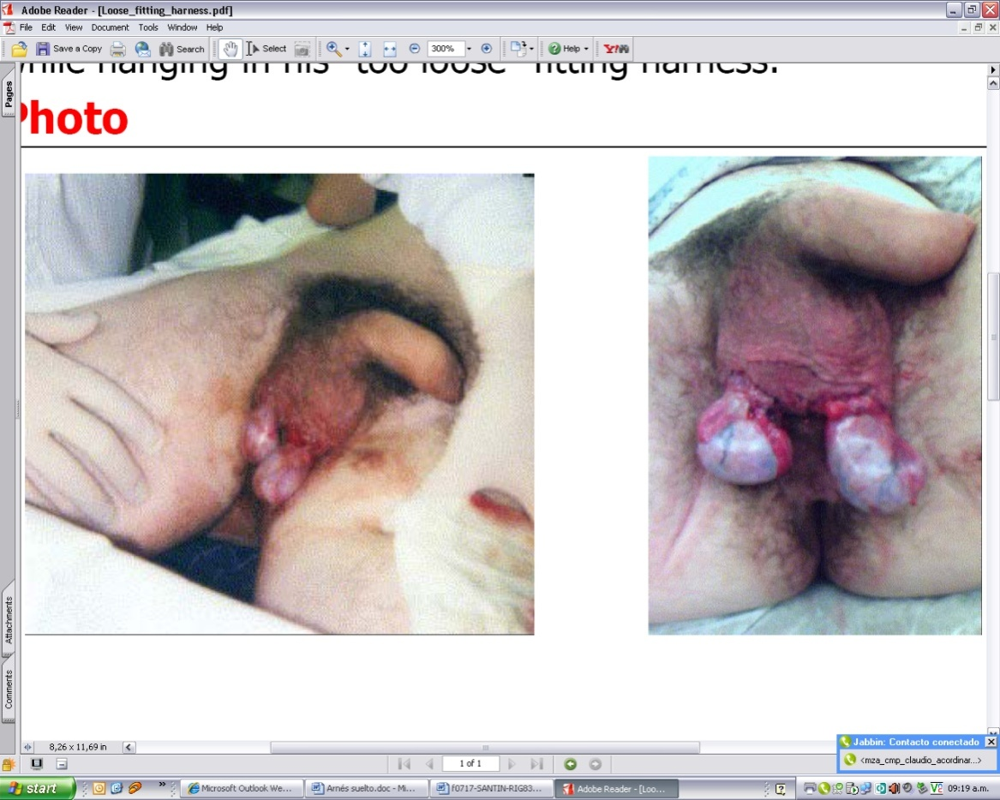 Adobe Reader - [Loose_fitting_harness.pdf]
File Edit View Document Tools Window Help
Save a Copy Search Select 300% Help Y!
Pages
while hanging in his "too loose" fitting harness.
Photo
Attachments
Comments
8,26 x 11,69 in
1 of 1
Jabbin: Contacto conectado
<mza_cmp_claudio_acordinar...>
start
Microsoft Outlook We...
Arnés suelto.doc - Mi...
f0717-SANTIN-RIG83...
Adobe Reader - [Loo...
09:19 a.m.